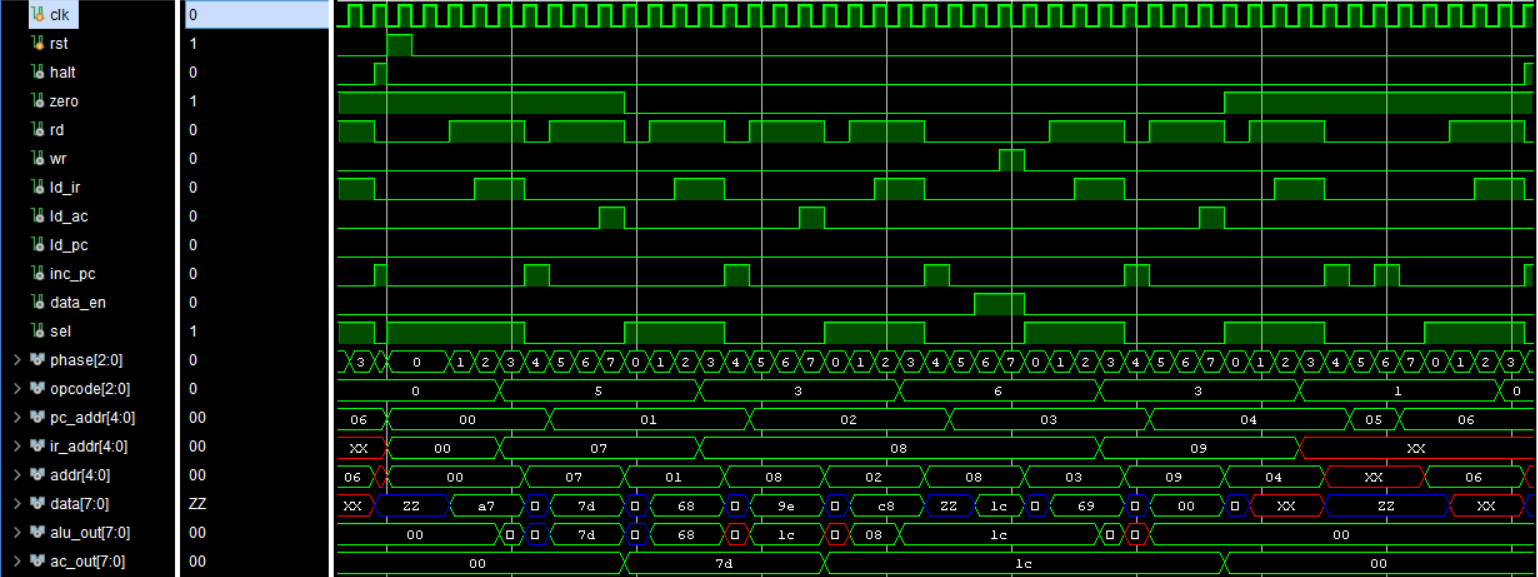 clk 0
rst 1
halt 0
zero 1
rd 0
wr 0
ld_ir 0
ld_ac 0
ld_pc 0
inc_pc 0
data_en 0
sel 1
phase[2:0] 0 3 0 1 2 3 4 5 6 7 0 1 2 3 4 5 6 7 0 1 2 3 4 5 6 7 0 1 2 3 4 5 6 7 0 1 2 3 4 5 6 7 0 1 2 3
opcode[2:0] 0 0 5 3 6 3 1 0
pc_addr[4:0] 00 06 00 01 02 03 04 05 06
ir_addr[4:0] 00 XX 00 07 08 09 XX
addr[4:0] 00 06 00 07 01 08 02 08 03 09 04 XX 06
data[7:0] ZZ XX ZZ a7 7d 68 9e c8 ZZ 1c 69 00 XX ZZ XX
alu_out[7:0] 00 00 7d 68 1c 08 1c 00
ac_out[7:0] 00 00 7d 1c 00